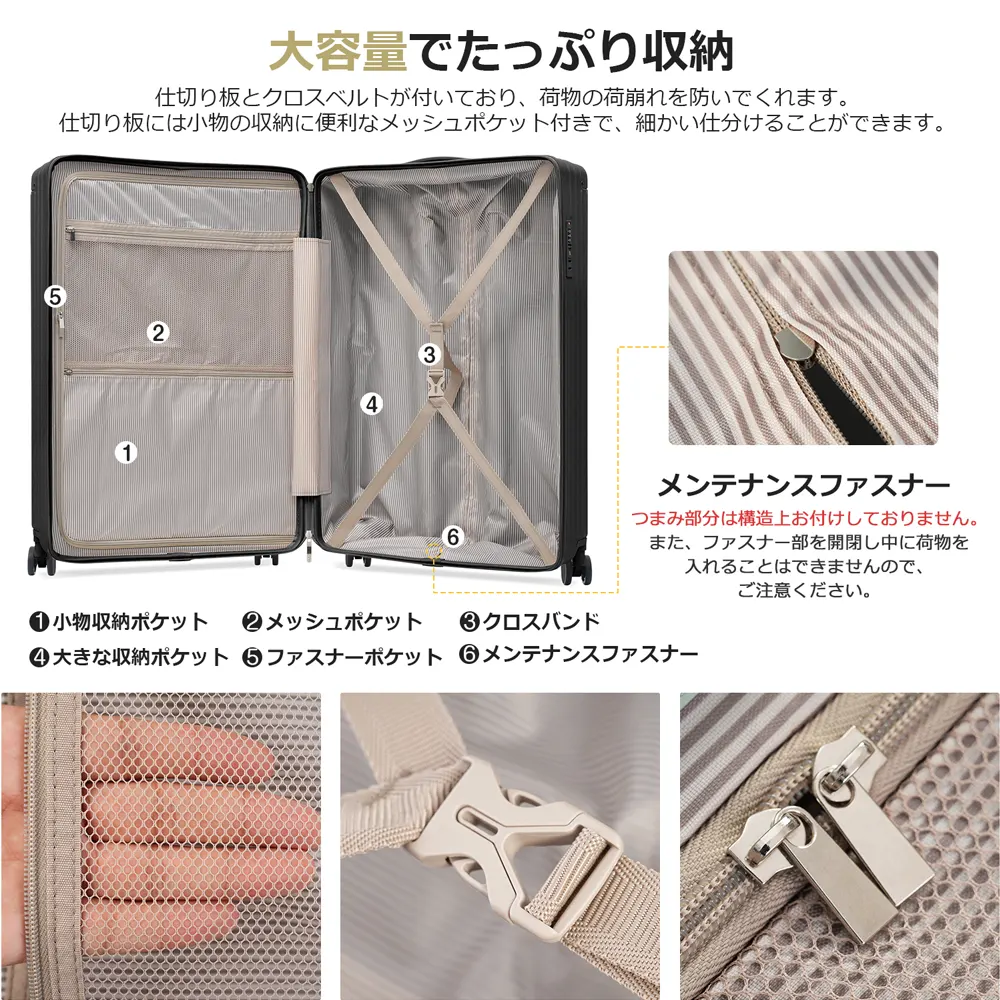 大容量でたっぷり収納
仕切り板とクロスベルトが付いており、荷物の荷崩れを防いでくれます。
仕切り板には小物の収納に便利なメッシュポケット付きで、細かい仕分けることができます。
5
2
3
4
1
6
メンテナンスファスナー
つまみ部分は構造上お付けしておりません。
また、ファスナー部を開閉し中に荷物を
入れることはできませんので、
ご注意ください。
1小物収納ポケット 2メッシュポケット 3クロスバンド
4大きな収納ポケット 5ファスナーポケット 6メンテナンスファスナー